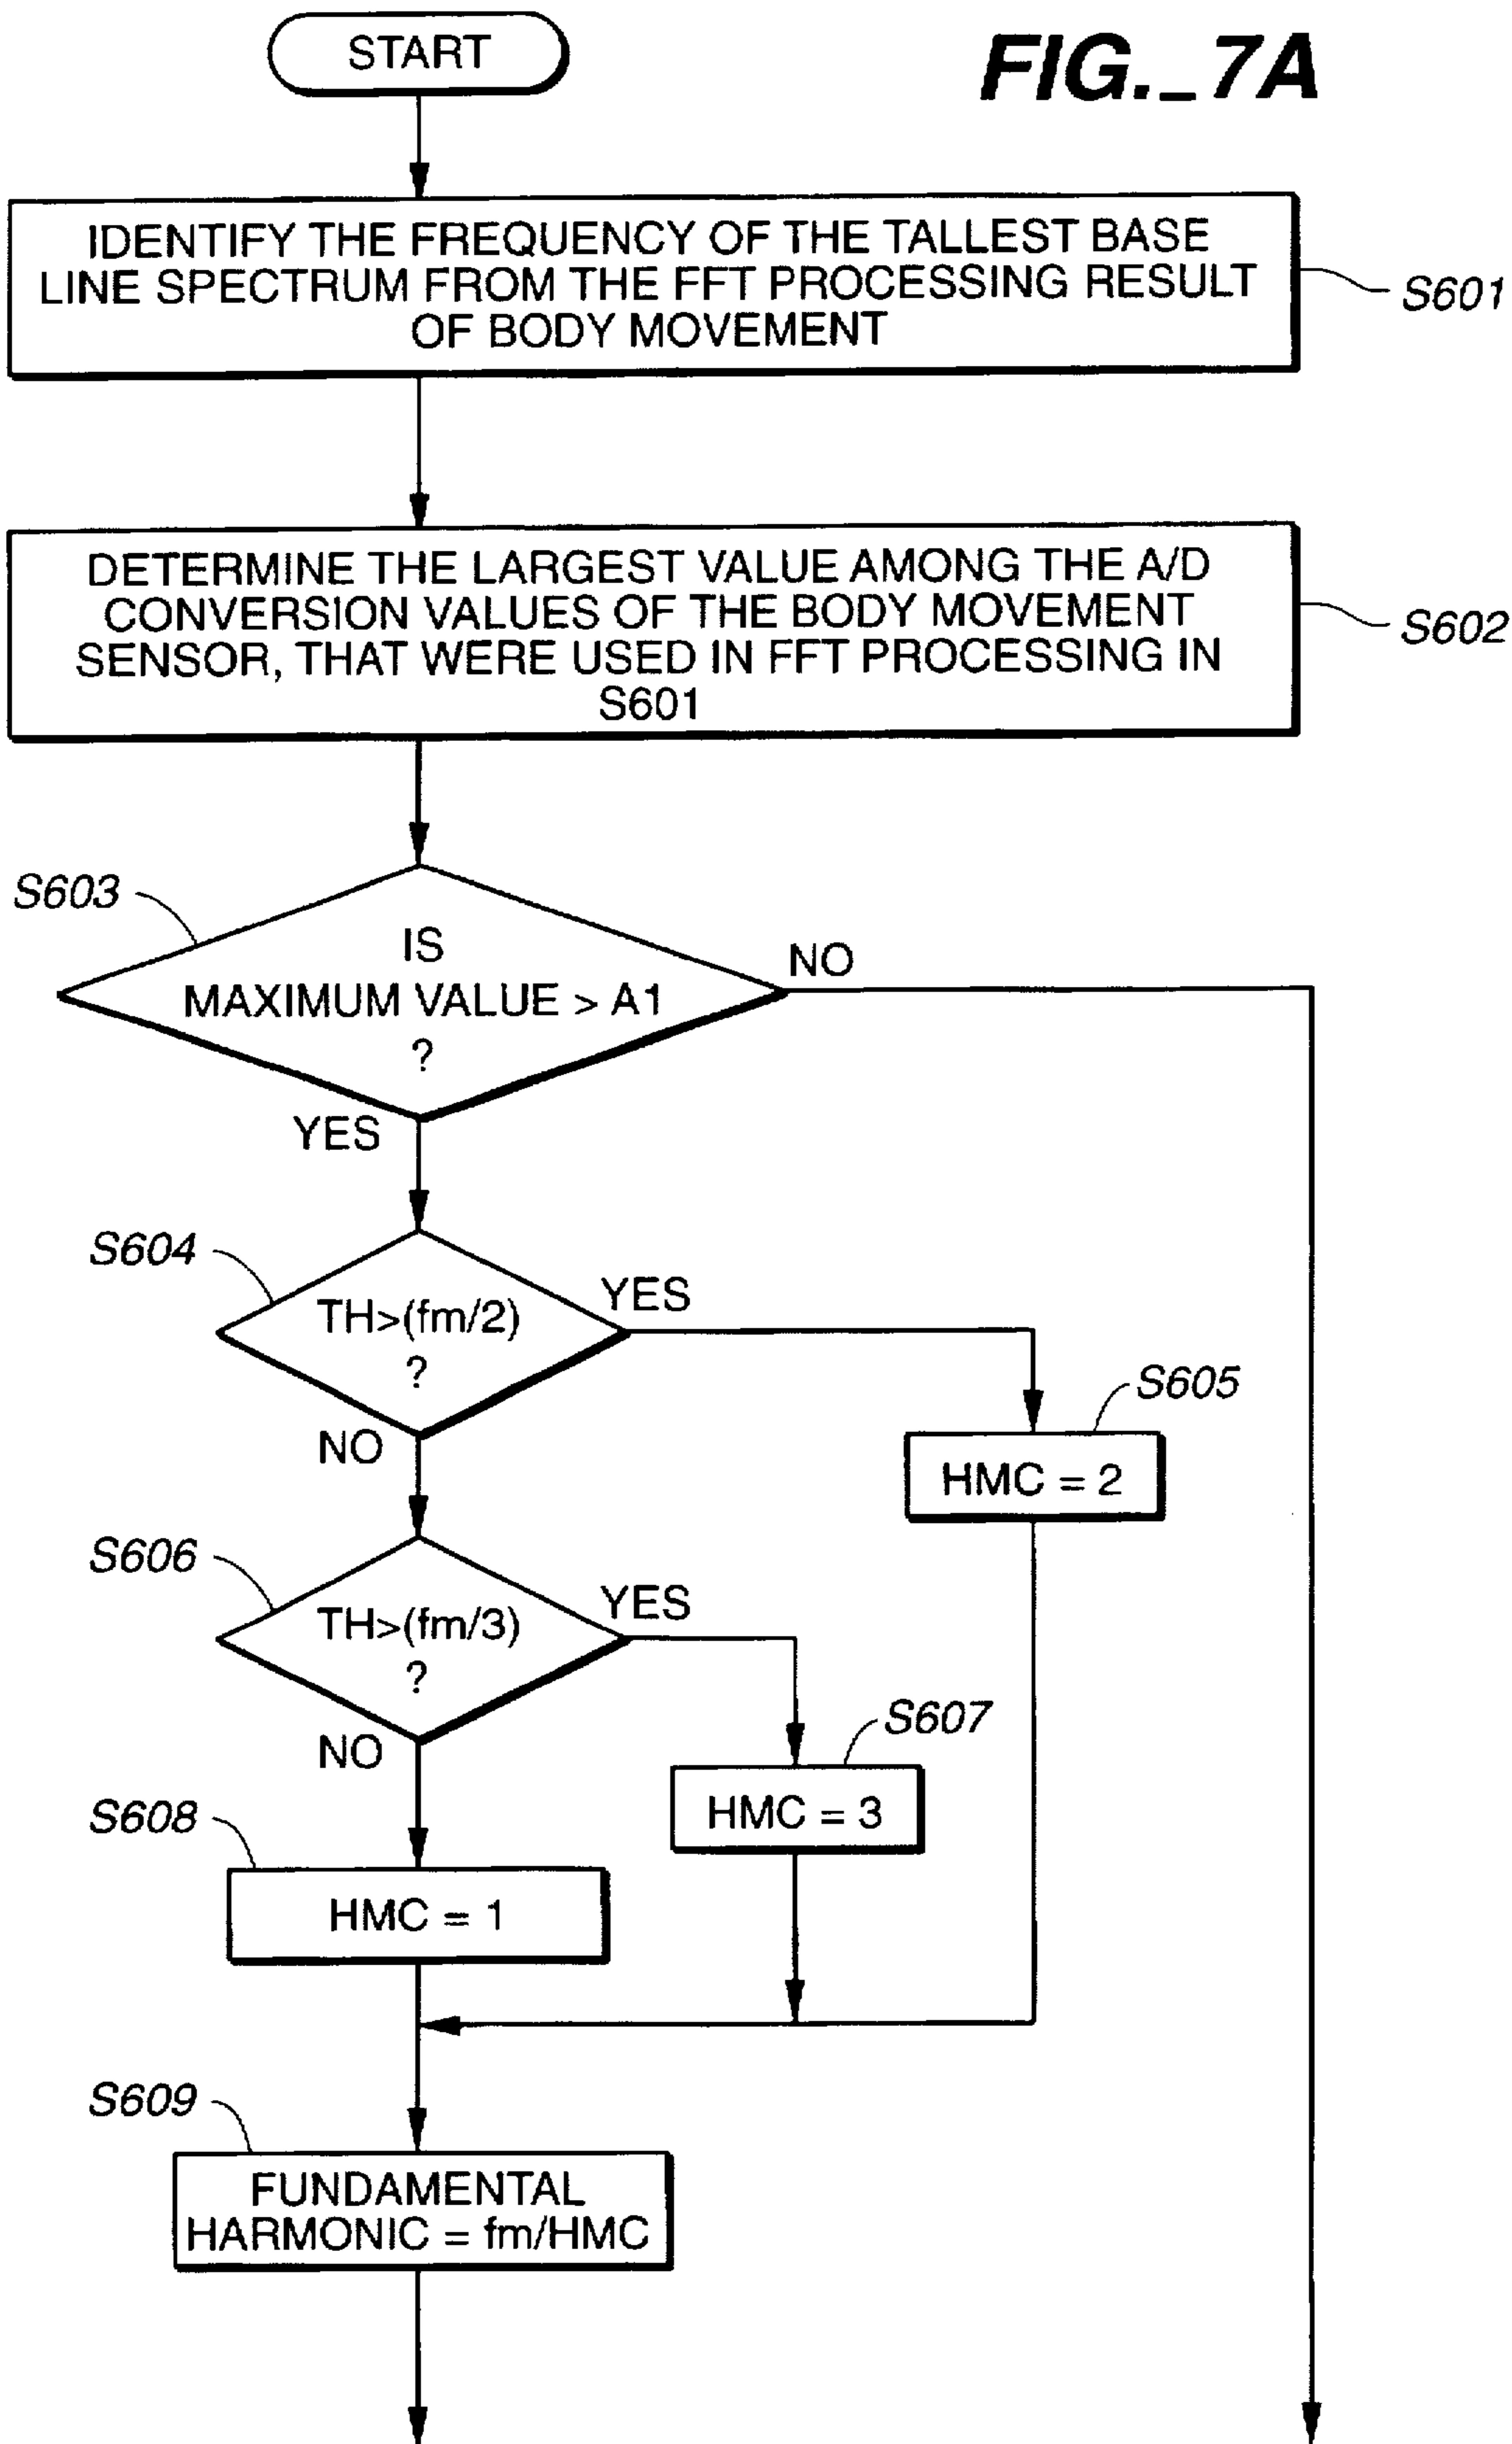 START
FIG._7A
IDENTIFY THE FREQUENCY OF THE TALLEST BASE
LINE SPECTRUM FROM THE FFT PROCESSING RESULT
OF BODY MOVEMENT
S601
DETERMINE THE LARGEST VALUE AMONG THE A/D
CONVERSION VALUES OF THE BODY MOVEMENT
SENSOR, THAT WERE USED IN FFT PROCESSING IN
S601
S602
S603
IS
MAXIMUM VALUE > A1
?
NO
YES
S604
TH>(fm/2)
?
YES
NO
S605
HMC = 2
S606
TH>(fm/3)
?
YES
NO
S607
HMC = 3
S608
HMC = 1
S609
FUNDAMENTAL
HARMONIC = fm/HMC